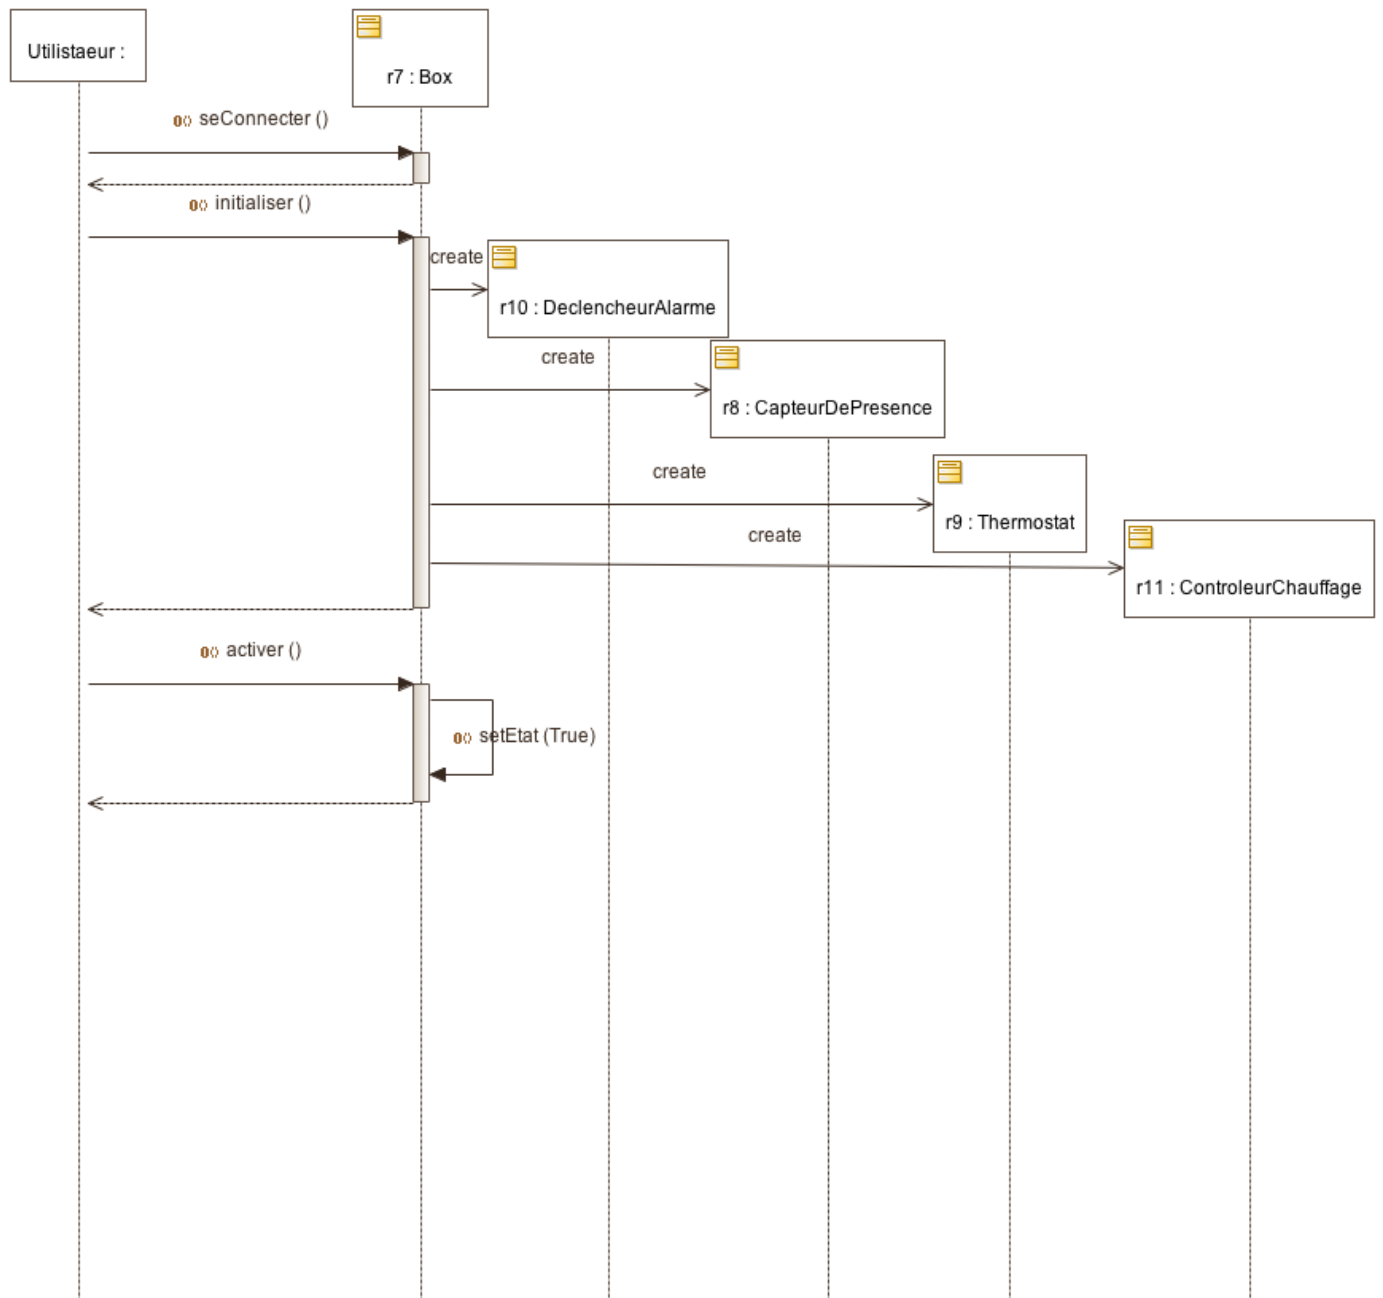 Utilistaeur :
r7 : Box
seConnecter ()
initialiser ()
create
r10 : DeclencheurAlarme
create
r8 : CapteurDePresence
create
r9 : Thermostat
create
r11 : ControleurChauffage
activer ()
setEtat (True)